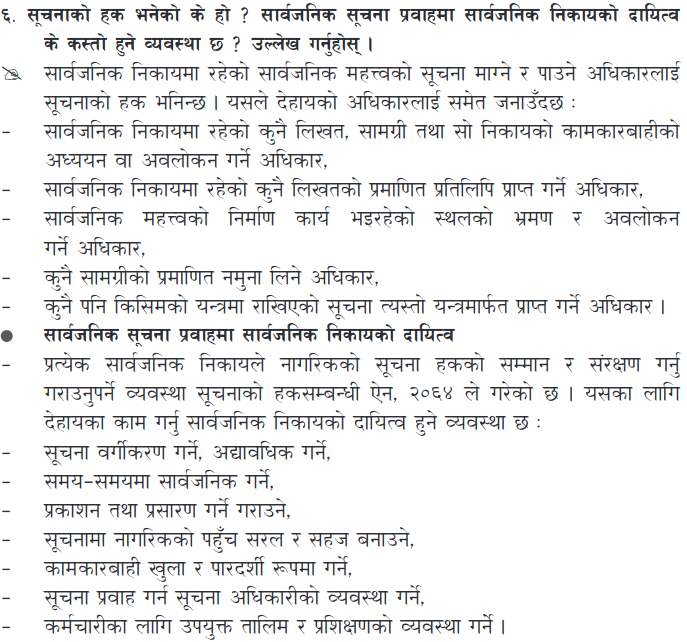 ६. सूचनाको हक भनेको के हो ? सार्वजनिक सूचना प्रवाहमा सार्वजनिक निकायको दायित्व
के कस्तो हुने व्यवस्था छ ? उल्लेख गर्नुहोस् ।
सार्वजनिक निकायमा रहेको सार्वजनिक महत्त्वको सूचना माग्ने र पाउने अधिकारलाई
सूचनाको हक भनिन्छ । यसले देहायको अधिकारलाई समेत जनाउँदछ :
– सार्वजनिक निकायमा रहेको कुनै लिखत, सामग्री तथा सो निकायको कामकारबाहीको
अध्ययन वा अवलोकन गर्ने अधिकार,
– सार्वजनिक निकायमा रहेको कुनै लिखतको प्रमाणित प्रतिलिपि प्राप्त गर्ने अधिकार,
– सार्वजनिक महत्त्वको निर्माण कार्य भइरहेको स्थलको भ्रमण र अवलोकन
गर्ने अधिकार,
– कुनै सामग्रीको प्रमाणित नमुना लिने अधिकार,
– कुनै पनि किसिमको यन्त्रमा राखिएको सूचना त्यस्तो यन्त्रमार्फत प्राप्त गर्ने अधिकार ।
● सार्वजनिक सूचना प्रवाहमा सार्वजनिक निकायको दायित्व
– प्रत्येक सार्वजनिक निकायले नागरिकको सूचना हकको सम्मान र संरक्षण गर्नु
गराउनुपर्ने व्यवस्था सूचनाको हकसम्बन्धी ऐन, २०६४ ले गरेको छ । यसका लागि
देहायका काम गर्नु सार्वजनिक निकायको दायित्व हुने व्यवस्था छ :
– सूचना वर्गीकरण गर्ने, अद्यावधिक गर्ने,
– समय–समयमा सार्वजनिक गर्ने,
– प्रकाशन तथा प्रसारण गर्ने गराउने,
– सूचनामा नागरिकको पहुँच सरल र सहज बनाउने,
– कामकारबाही खुला र पारदर्शी रूपमा गर्ने,
– सूचना प्रवाह गर्न सूचना अधिकारीको व्यवस्था गर्ने,
– कर्मचारीका लागि उपयुक्त तालिम र प्रशिक्षणको व्यवस्था गर्ने ।